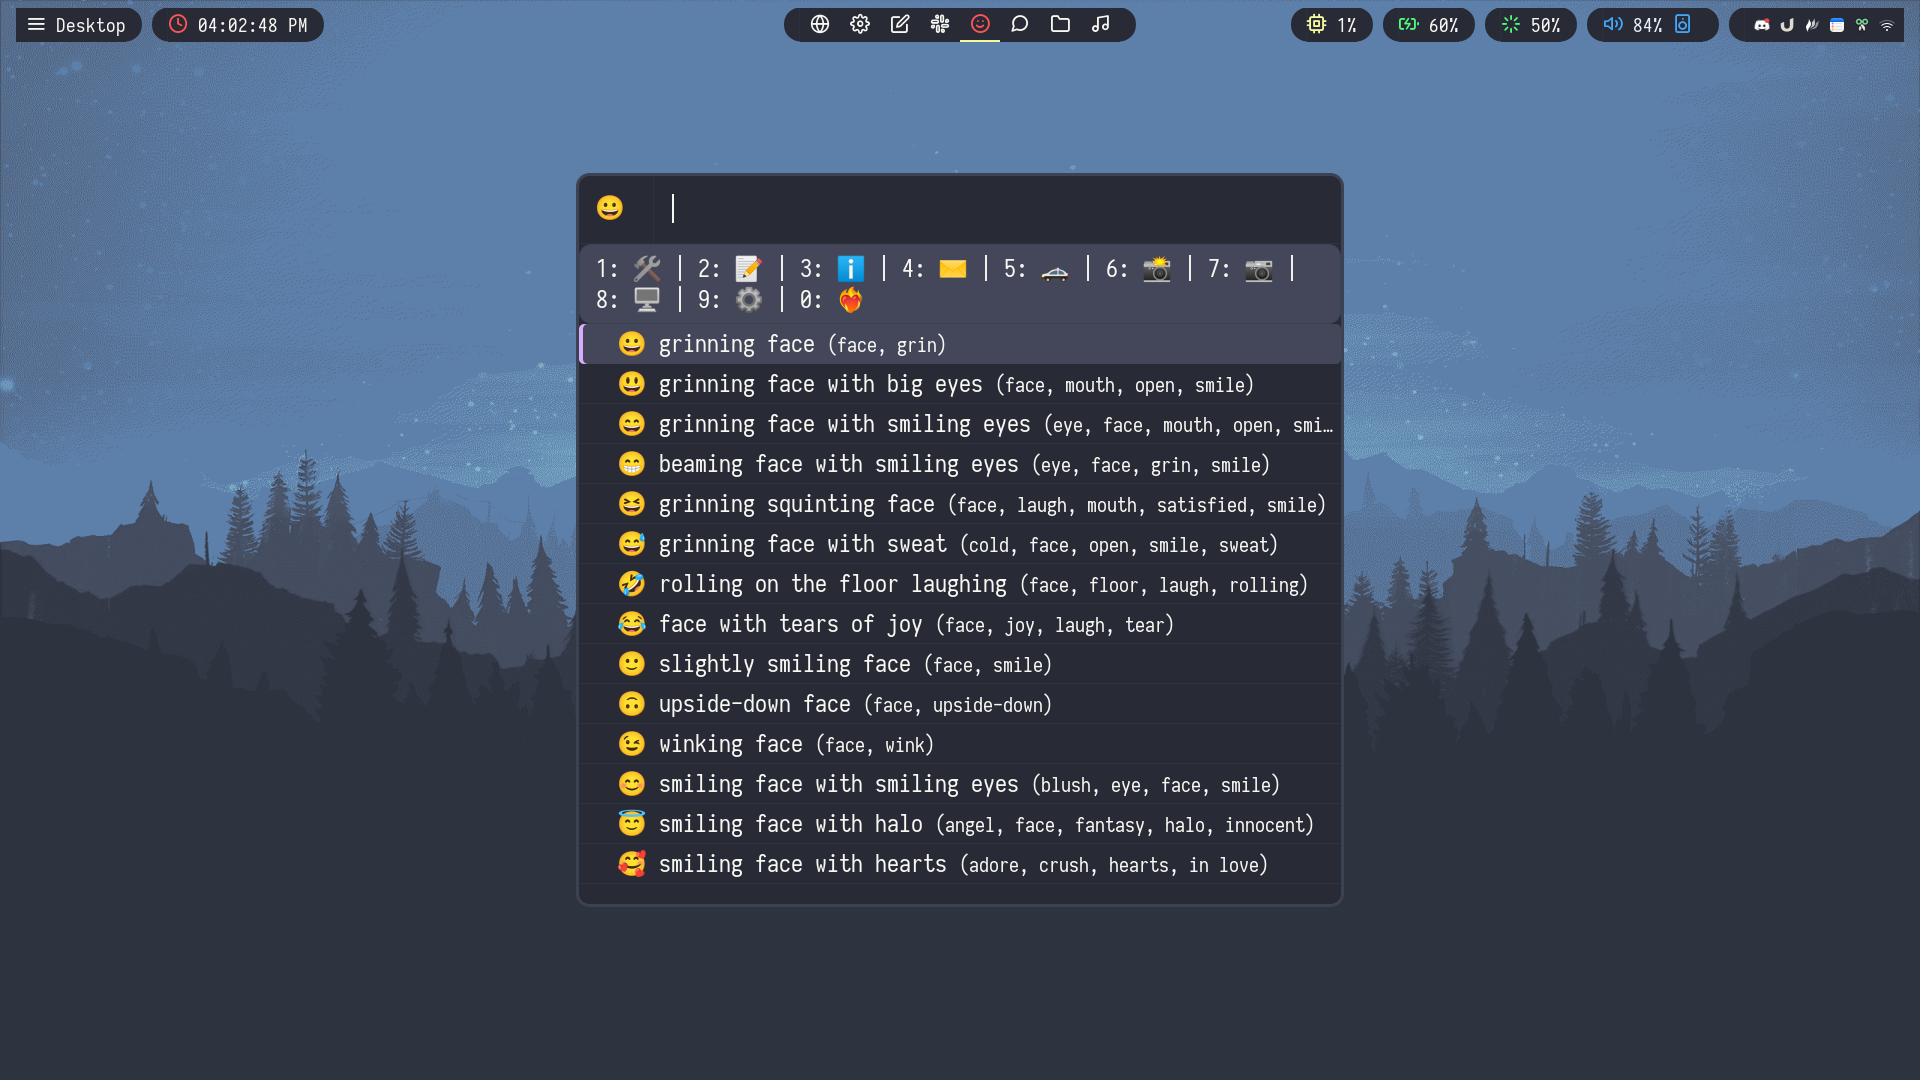 Desktop
04:02:48 PM
1%
60%
50%
84%
1: 🛠️ | 2: 📝 | 3: ℹ️ | 4: ✉️ | 5: 🚓 | 6: 📸 | 7: 📷 |
8: 🖥️ | 9: ⚙️ | 0: ❤️‍🔥
😀 grinning face (face, grin)
😃 grinning face with big eyes (face, mouth, open, smile)
😄 grinning face with smiling eyes (eye, face, mouth, open, smi…
😁 beaming face with smiling eyes (eye, face, grin, smile)
😆 grinning squinting face (face, laugh, mouth, satisfied, smile)
😅 grinning face with sweat (cold, face, open, smile, sweat)
🤣 rolling on the floor laughing (face, floor, laugh, rolling)
😂 face with tears of joy (face, joy, laugh, tear)
🙂 slightly smiling face (face, smile)
🙃 upside-down face (face, upside-down)
😉 winking face (face, wink)
😊 smiling face with smiling eyes (blush, eye, face, smile)
😇 smiling face with halo (angel, face, fantasy, halo, innocent)
🥰 smiling face with hearts (adore, crush, hearts, in love)